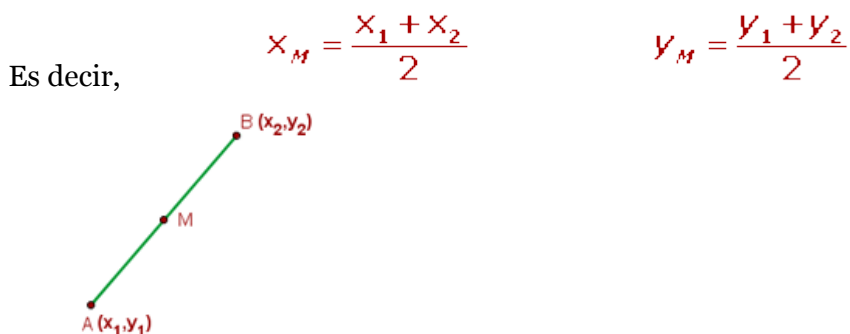 x_M = (x_1 + x_2) / 2    y_M = (y_1 + y_2) / 2
Es decir,
B (x_2,y_2)
M
A (x_1,y_1)